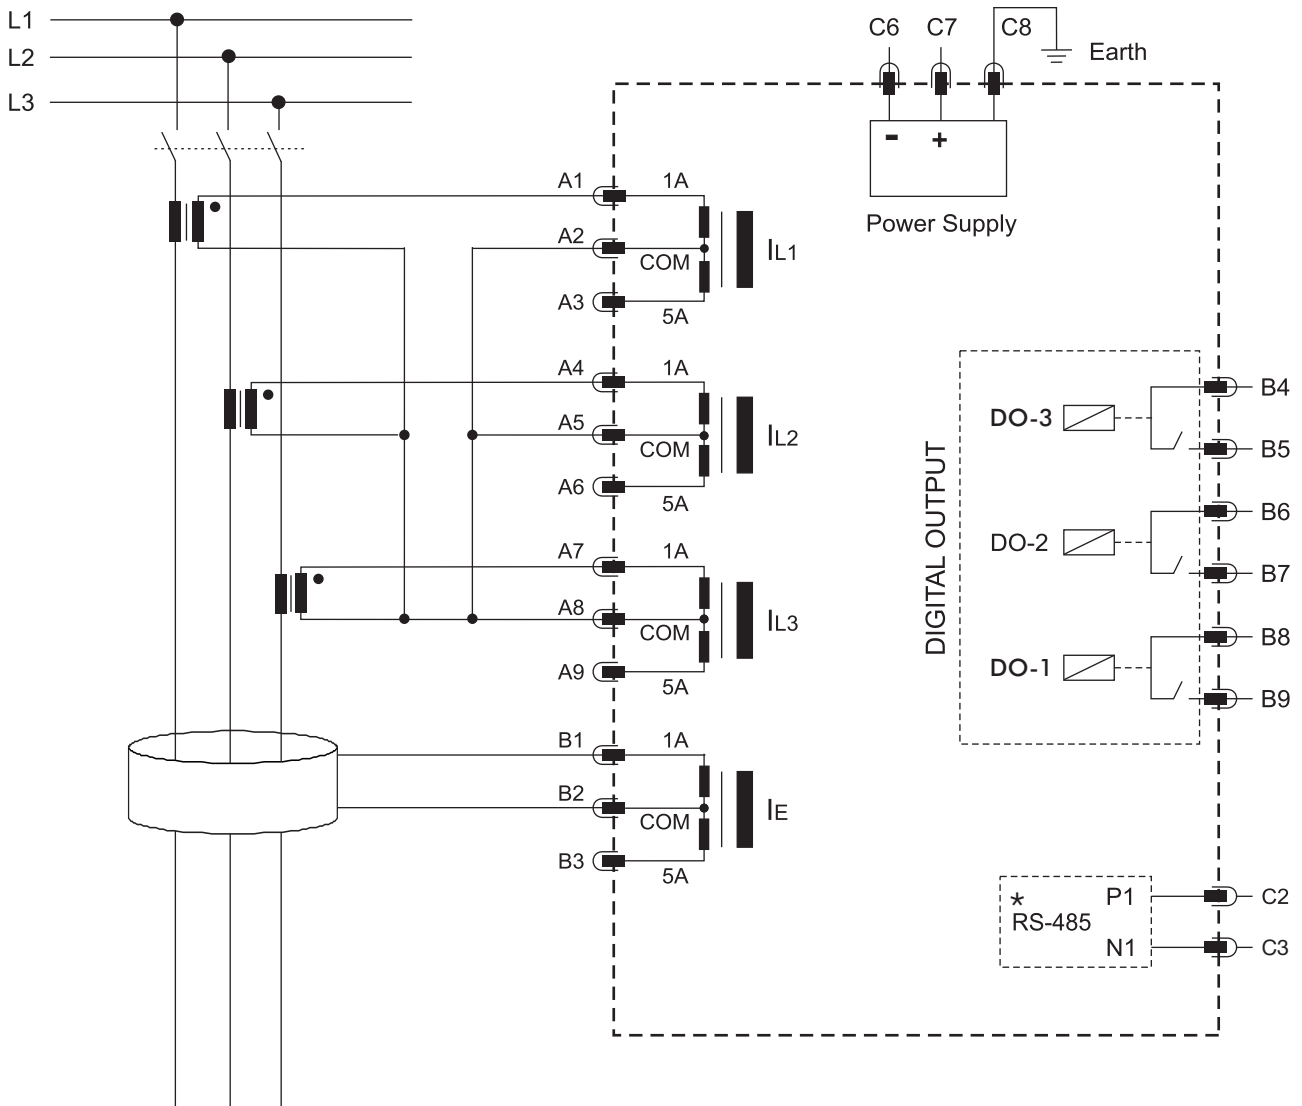 L1
L2
L3
C6
C7
C8
Earth
-
+
Power Supply
A1
1A
A2
COM
IL1
A3
5A
A4
1A
A5
COM
IL2
A6
5A
A7
1A
A8
COM
IL3
A9
5A
B1
1A
B2
COM
IE
B3
5A
DIGITAL OUTPUT
DO-3
B4
B5
DO-2
B6
B7
DO-1
B8
B9
*
RS-485
P1
C2
N1
C3